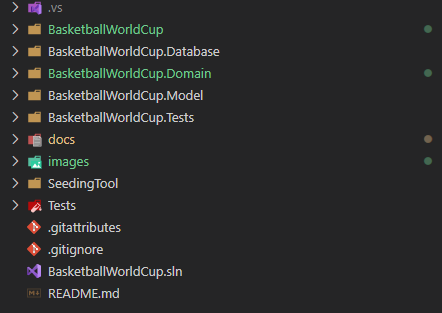 .vs
BasketballWorldCup
BasketballWorldCup.Database
BasketballWorldCup.Domain
BasketballWorldCup.Model
BasketballWorldCup.Tests
docs
images
SeedingTool
Tests
.gitattributes
.gitignore
BasketballWorldCup.sln
README.md